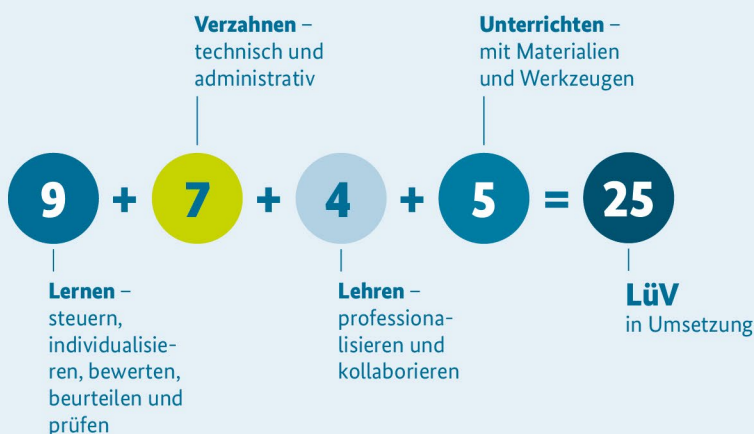 Verzahnen –
technisch und
administrativ
Unterrichten –
mit Materialien
und Werkzeugen
9 + 7 + 4 + 5 = 25
Lernen –
steuern,
individualisie-
ren, bewerten,
beurteilen und
prüfen
Lehren –
professiona-
lisieren und
kollaborieren
LüV
in Umsetzung